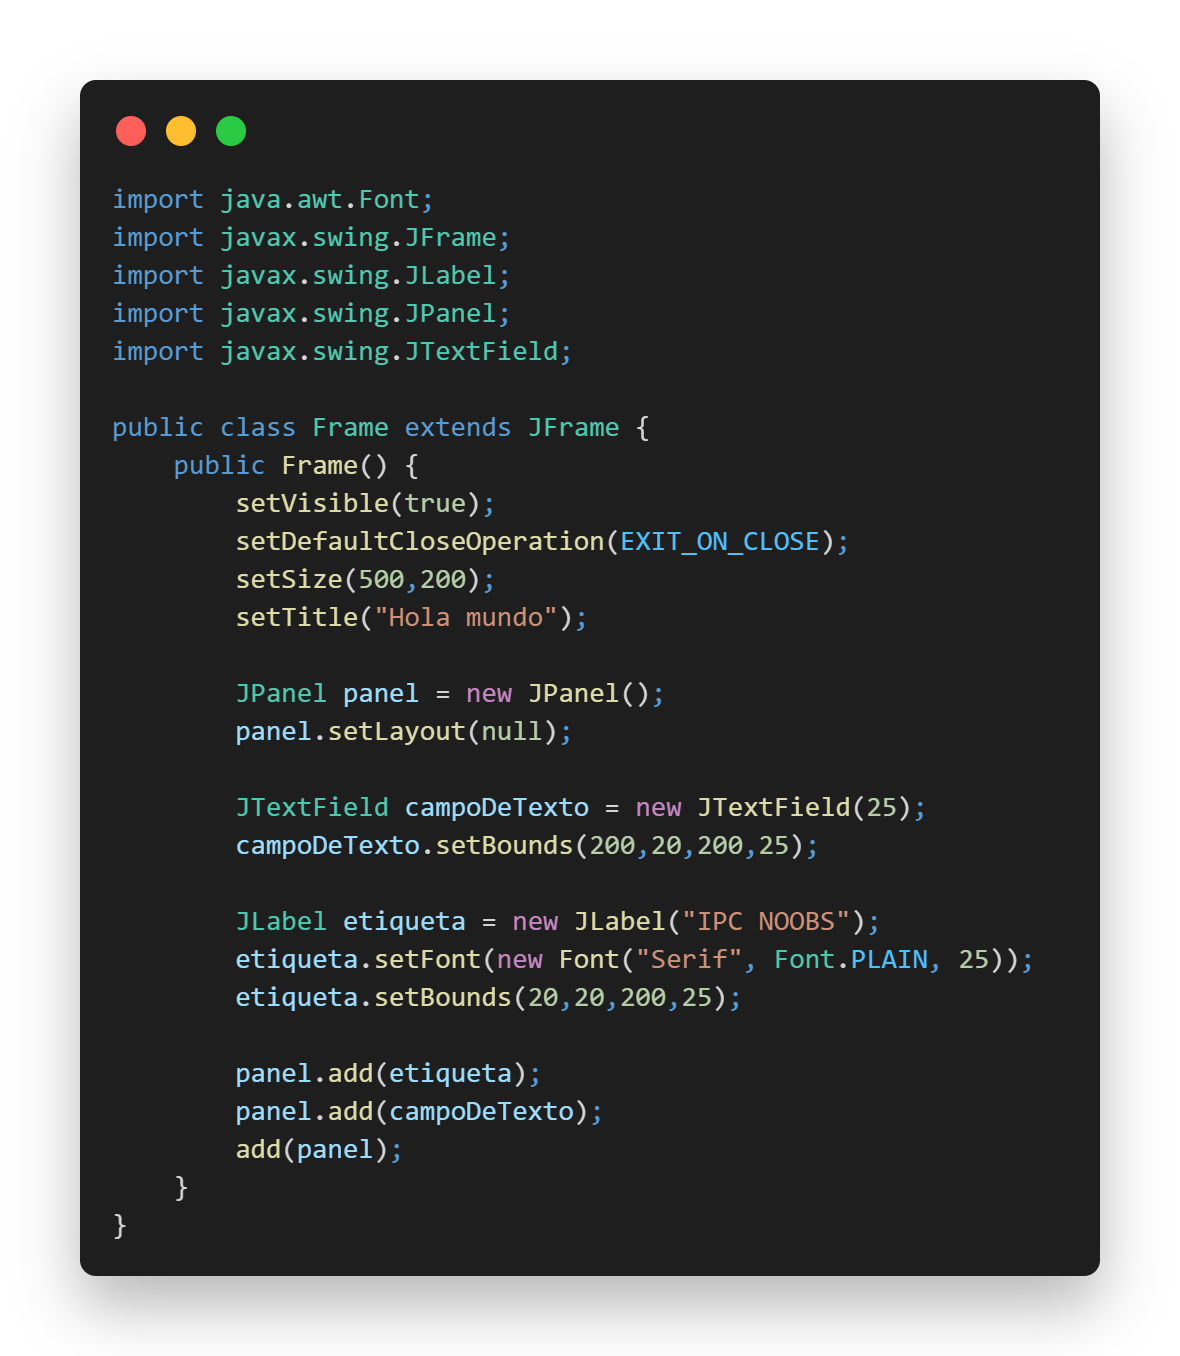 import java.awt.Font;
import javax.swing.JFrame;
import javax.swing.JLabel;
import javax.swing.JPanel;
import javax.swing.JTextField;

public class Frame extends JFrame {
    public Frame() {
        setVisible(true);
        setDefaultCloseOperation(EXIT_ON_CLOSE);
        setSize(500,200);
        setTitle("Hola mundo");

        JPanel panel = new JPanel();
        panel.setLayout(null);

        JTextField campoDeTexto = new JTextField(25);
        campoDeTexto.setBounds(200,20,200,25);

        JLabel etiqueta = new JLabel("IPC NOOBS");
        etiqueta.setFont(new Font("Serif", Font.PLAIN, 25));
        etiqueta.setBounds(20,20,200,25);

        panel.add(etiqueta);
        panel.add(campoDeTexto);
        add(panel);
    }
}